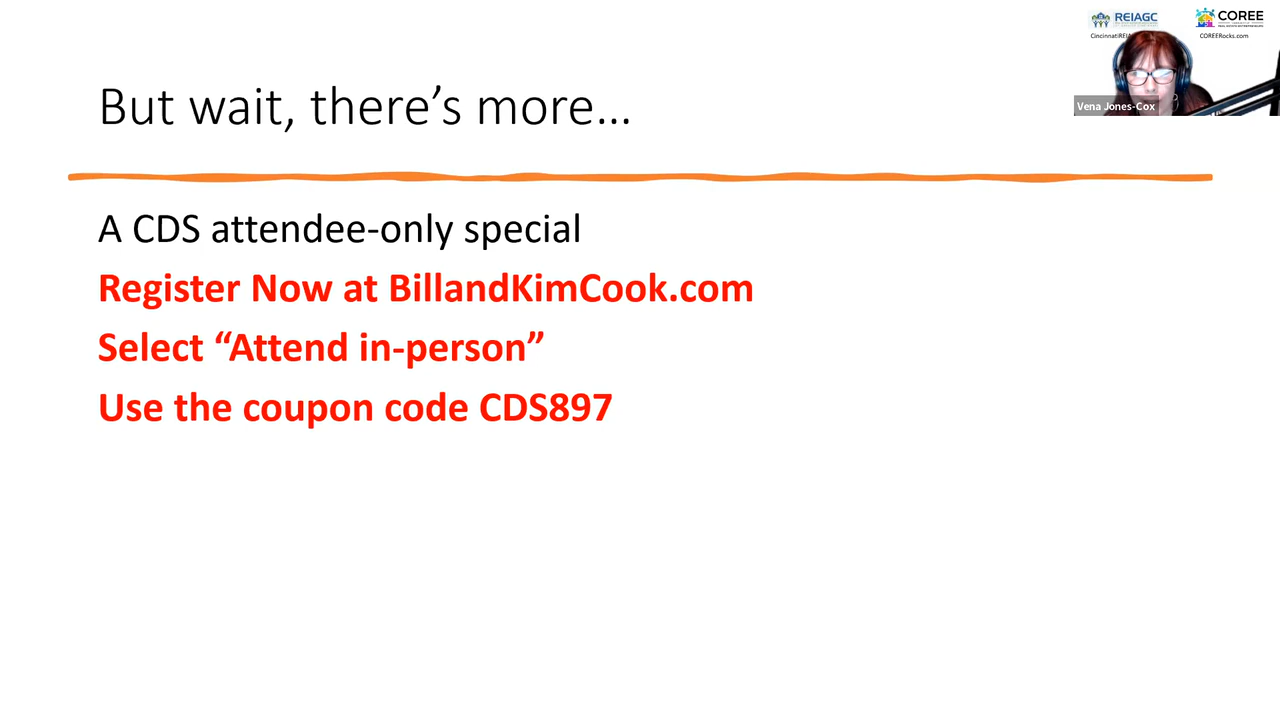 REIAGC
COREE
COREERocks.com
Vena Jones-Cox
But wait, there’s more…
A CDS attendee-only special
Register Now at BillandKimCook.com
Select “Attend in-person”
Use the coupon code CDS897